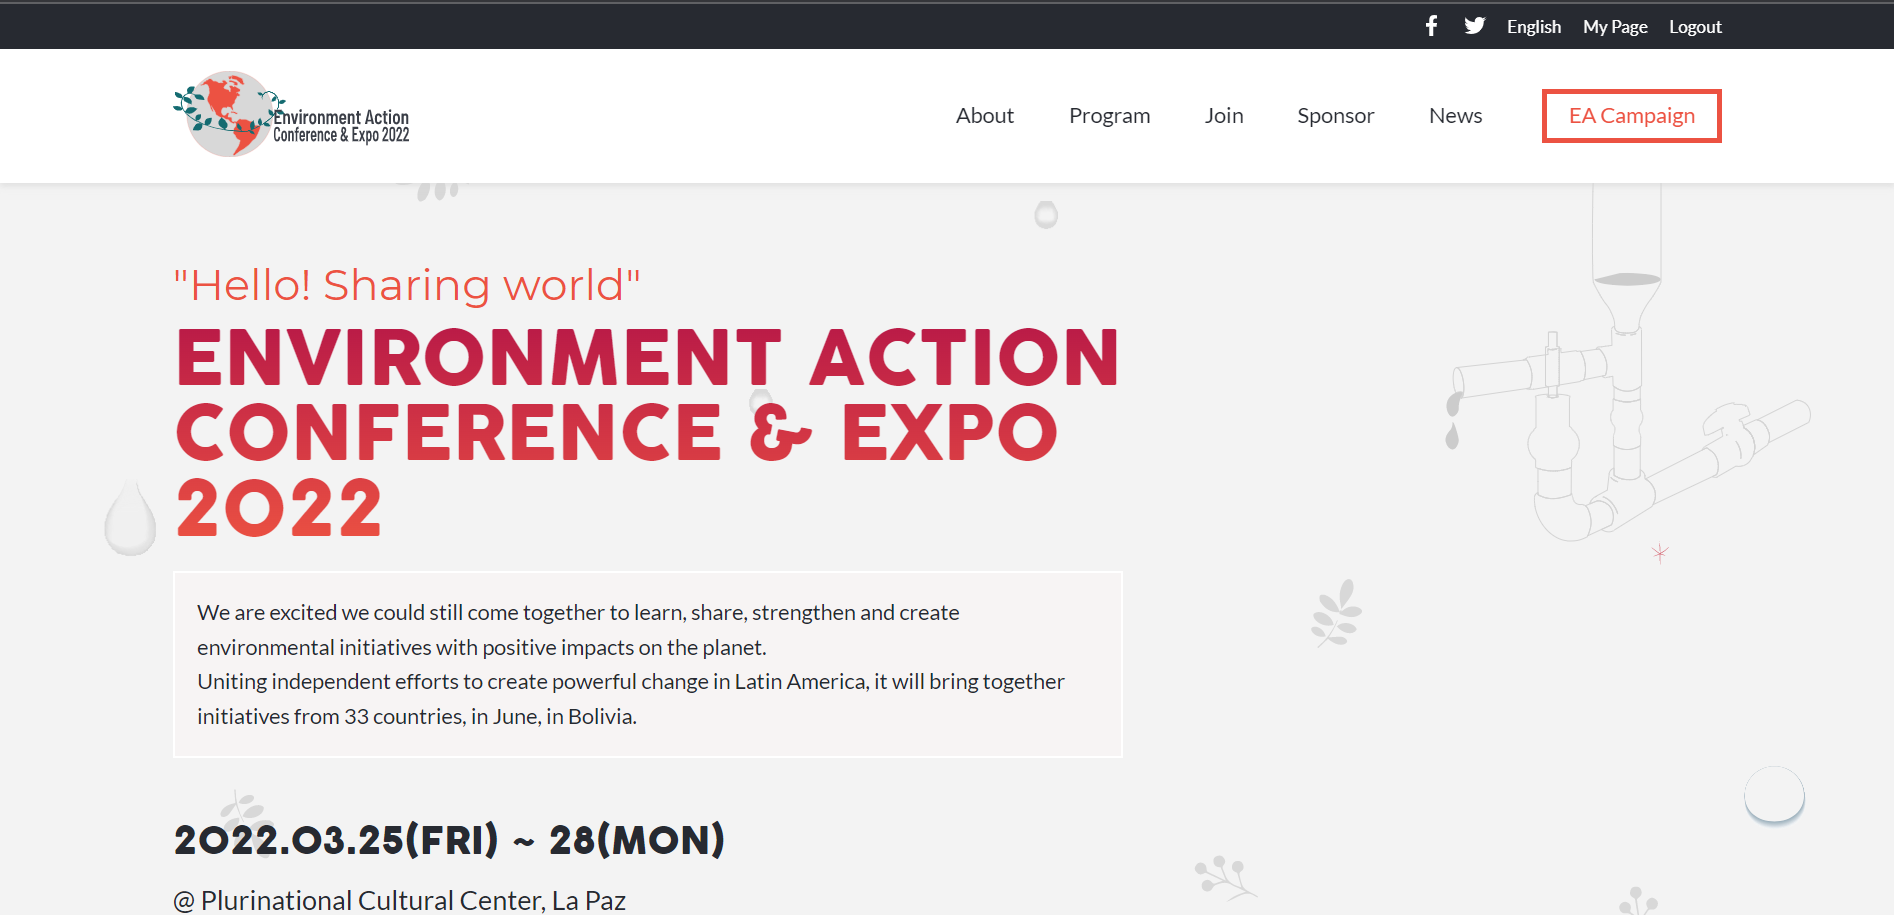 English My Page Logout
Environment Action
Conference & Expo 2022
About Program Join Sponsor News EA Campaign
"Hello! Sharing world"
ENVIRONMENT ACTION
CONFERENCE & EXPO
2022
We are excited we could still come together to learn, share, strengthen and create
environmental initiatives with positive impacts on the planet.
Uniting independent efforts to create powerful change in Latin America, it will bring together
initiatives from 33 countries, in June, in Bolivia.
2022.03.25(FRI) ~ 28(MON)
@ Plurinational Cultural Center, La Paz